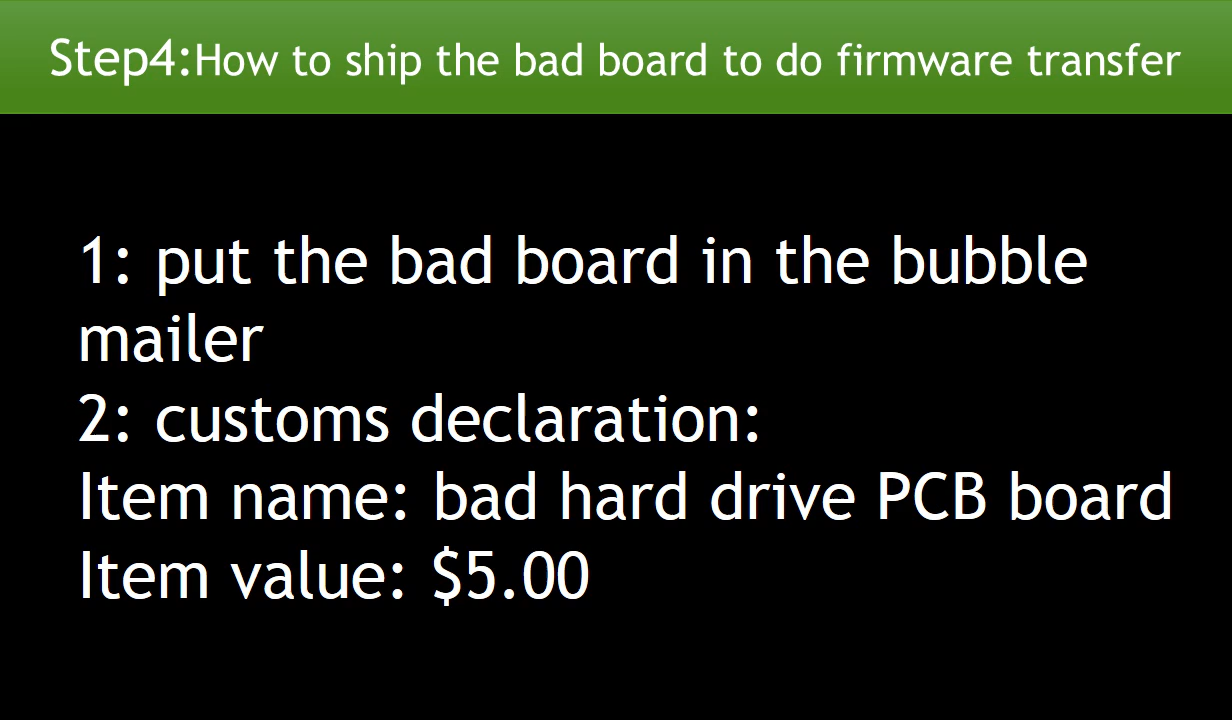 Step4:How to ship the bad board to do firmware transfer
1: put the bad board in the bubble
mailer
2: customs declaration:
Item name: bad hard drive PCB board
Item value: $5.00